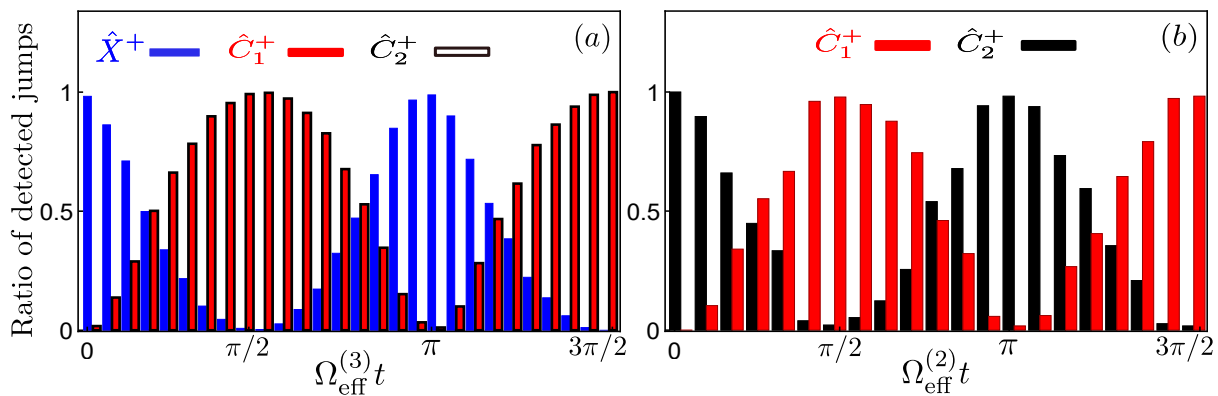 X̂⁺ Ĉ₁⁺ Ĉ₂⁺ (a)
Ratio of detected jumps
1
0.5
0
0 π/2 π 3π/2
Ω_eff^(3) t
Ĉ₁⁺ Ĉ₂⁺ (b)
1
0.5
0
0 π/2 π 3π/2
Ω_eff^(2) t